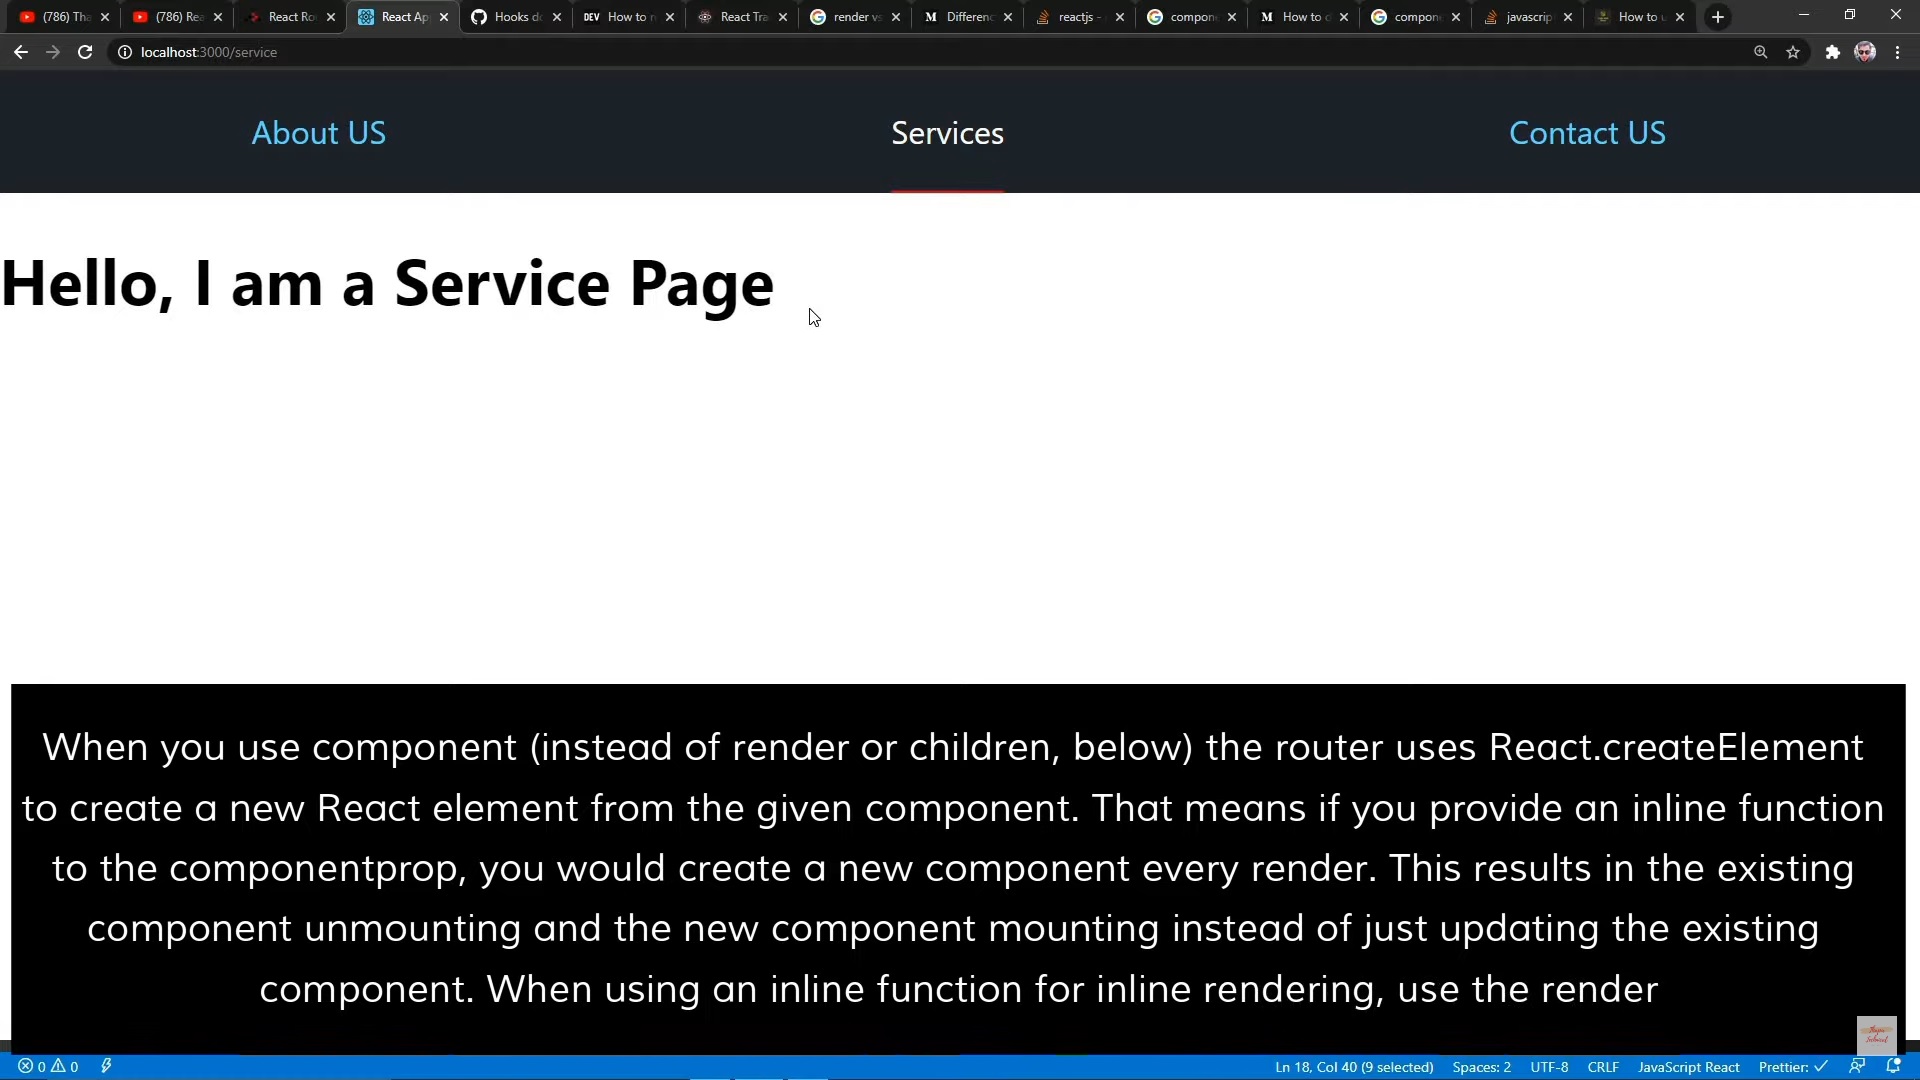 (786) Tha
(786) Rea
React Ro
React Ap
Hooks do
DEV How to r
React Tra
render vs
Differenc
reactjs -
compone
How to c
compone
javascrip
How to u
localhost:3000/service
About US
Services
Contact US
Hello, I am a Service Page
When you use component (instead of render or children, below) the router uses React.createElement
to create a new React element from the given component. That means if you provide an inline function
to the componentprop, you would create a new component every render. This results in the existing
component unmounting and the new component mounting instead of just updating the existing
component. When using an inline function for inline rendering, use the render
0 0
Ln 18, Col 40 (9 selected)
Spaces: 2
UTF-8
CRLF
JavaScript React
Prettier: ✓